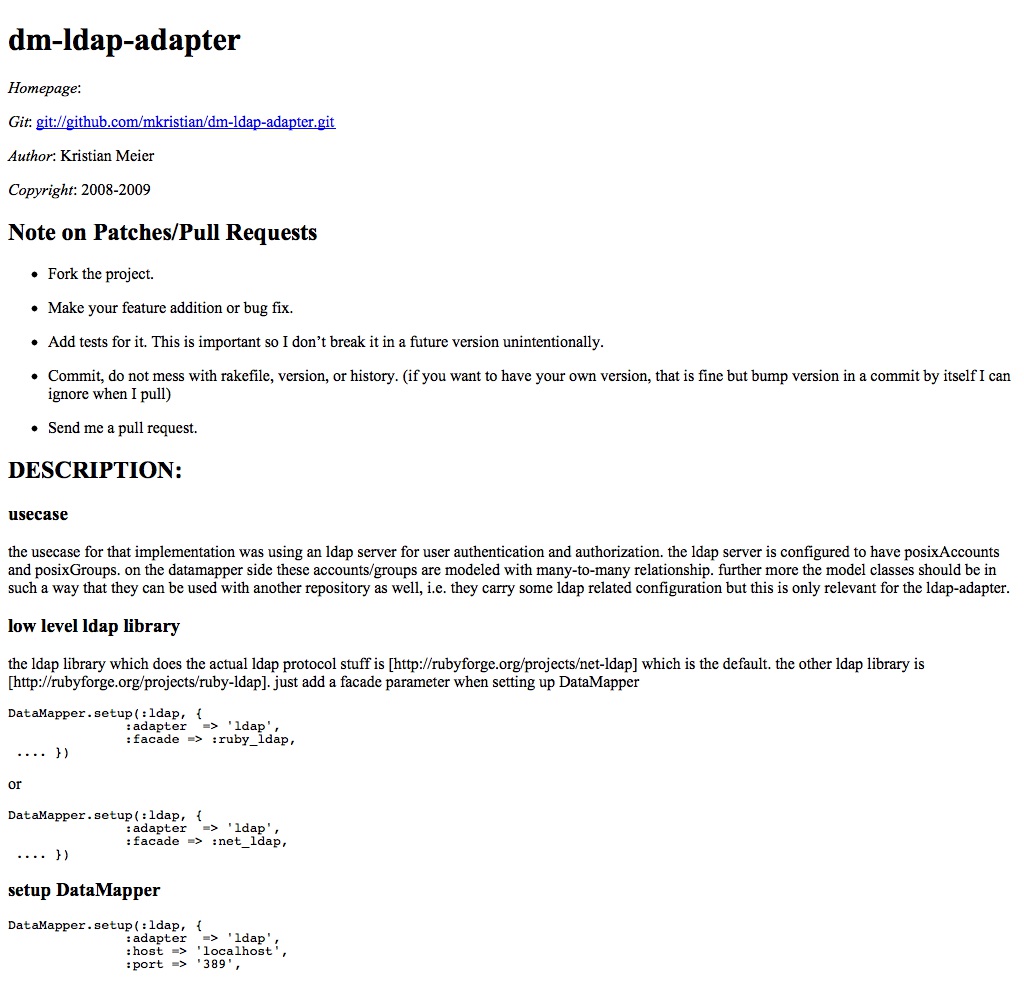 dm-ldap-adapter
Homepage:
Git: git://github.com/mkristian/dm-ldap-adapter.git
Author: Kristian Meier
Copyright: 2008-2009
Note on Patches/Pull Requests
• Fork the project.
• Make your feature addition or bug fix.
• Add tests for it. This is important so I don’t break it in a future version unintentionally.
• Commit, do not mess with rakefile, version, or history. (if you want to have your own version, that is fine but bump version in a commit by itself I can
ignore when I pull)
• Send me a pull request.
DESCRIPTION:
usecase
the usecase for that implementation was using an ldap server for user authentication and authorization. the ldap server is configured to have posixAccounts
and posixGroups. on the datamapper side these accounts/groups are modeled with many-to-many relationship. further more the model classes should be in
such a way that they can be used with another repository as well, i.e. they carry some ldap related configuration but this is only relevant for the ldap-adapter.
low level ldap library
the ldap library which does the actual ldap protocol stuff is [http://rubyforge.org/projects/net-ldap] which is the default. the other ldap library is
[http://rubyforge.org/projects/ruby-ldap]. just add a facade parameter when setting up DataMapper
DataMapper.setup(:ldap, {
               :adapter  => 'ldap',
               :facade => :ruby_ldap,
 .... })
or
DataMapper.setup(:ldap, {
               :adapter  => 'ldap',
               :facade => :net_ldap,
 .... })
setup DataMapper
DataMapper.setup(:ldap, {
               :adapter  => 'ldap',
               :host => 'localhost',
               :port => '389',